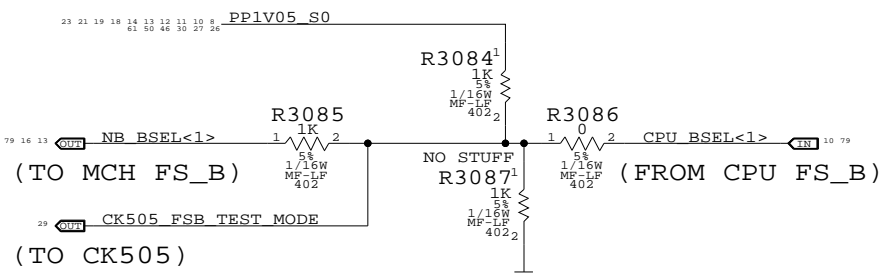 23 21 19 18 14 13 12 11 10 8 PP1V05_S0
61 50 46 30 27 26
R3084 1
1K
5%
1/16W
MF-LF
402 2
R3085
1K
1 2
5%
1/16W
MF-LF
402
R3086
0
1 2
5%
1/16W
MF-LF
402
79 16 13 OUT NB_BSEL<1>
(TO MCH FS_B)
CPU_BSEL<1> IN 10 79
(FROM CPU FS_B)
NO STUFF
R3087 1
1K
5%
1/16W
MF-LF
402 2
29 OUT CK505_FSB_TEST_MODE
(TO CK505)